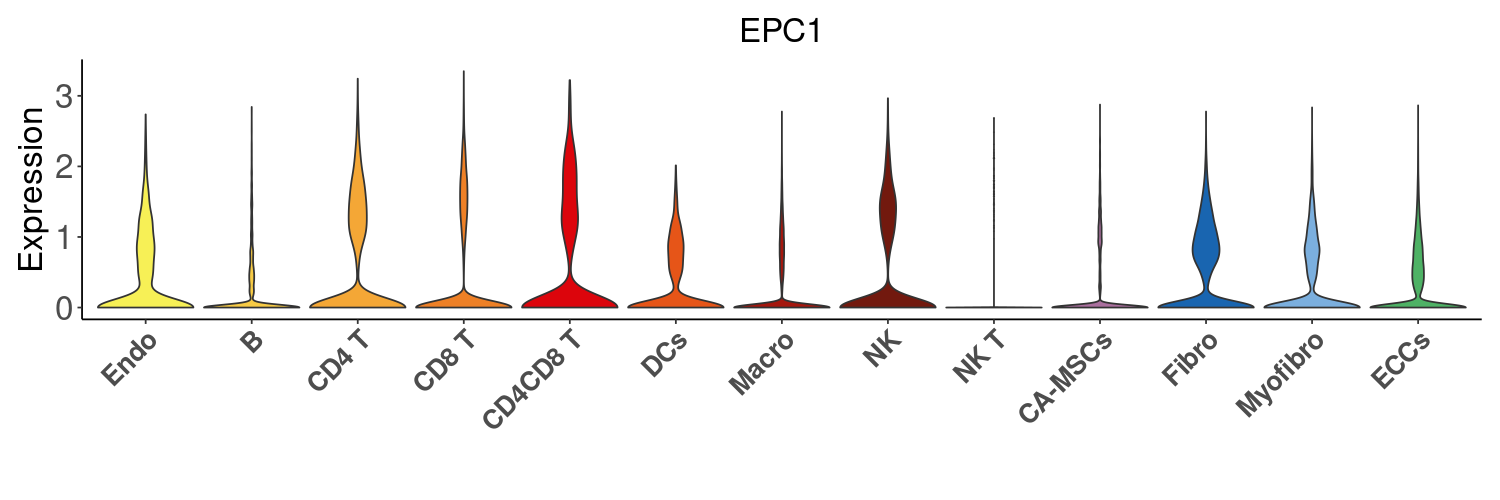 EPC1
Expression
3
2
1
0
Endo
B
CD4 T
CD8 T
CD4CD8 T
DCs
Macro
NK
NK T
CA-MSCs
Fibro
Myofibro
ECCs